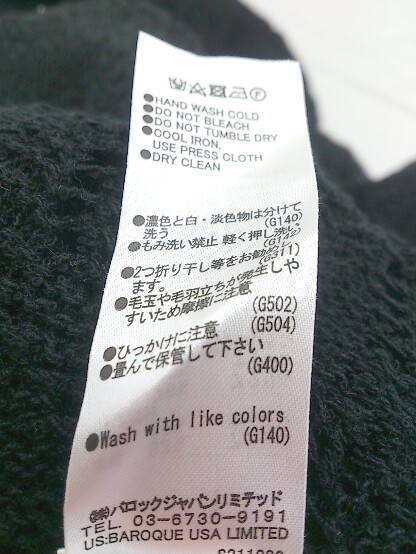 ●HAND WASH COLD
●DO NOT BLEACH
●DO NOT TUMBLE DRY
●COOL IRON,
USE PRESS CLOTH
●DRY CLEAN
●濃色と白・淡色物は分けて
洗う (G140)
●もみ洗い禁止 軽く押し洗い
(G142)
●2つ折り干し等をお勧めし
ます。 (G311)
●毛玉や毛羽立ちが発生しや
すいため摩擦に注意
(G502)
●ひっかけに注意 (G504)
●畳んで保管して下さい
(G400)
●Wash with like colors
(G140)
㈱バロックジャパンリミテッド
TEL. 03-6730-9191
US:BAROQUE USA LIMITED